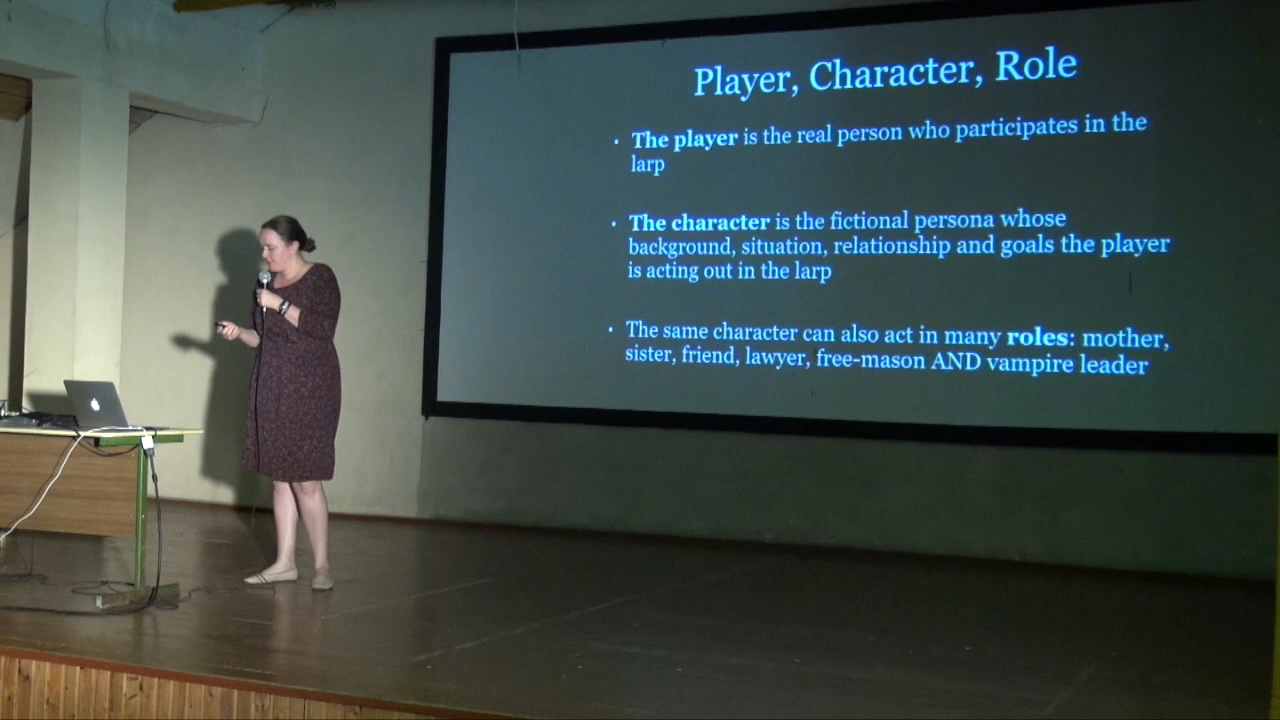 Player, Character, Role
· The player is the real person who participates in the
larp
· The character is the fictional persona whose
background, situation, relationship and goals the player
is acting out in the larp
· The same character can also act in many roles: mother,
sister, friend, lawyer, free-mason AND vampire leader